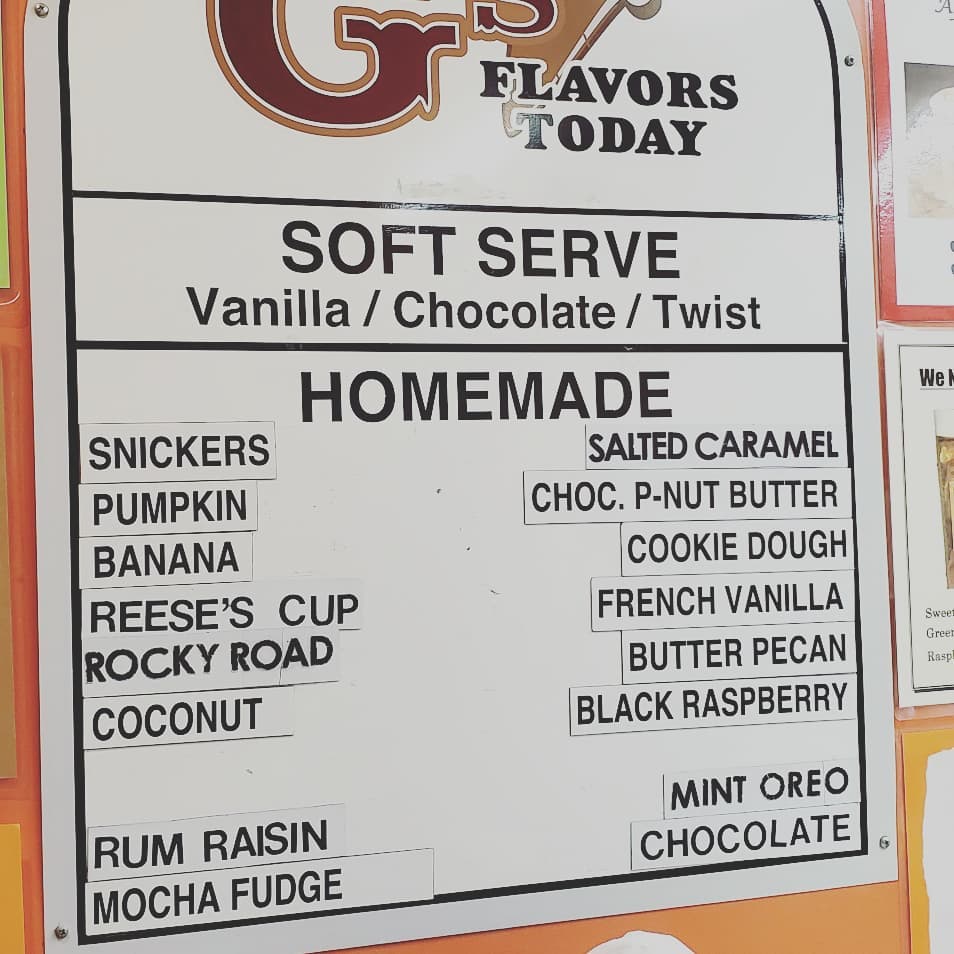 G's
FLAVORS
TODAY
SOFT SERVE
Vanilla / Chocolate / Twist
HOMEMADE
SNICKERS
PUMPKIN
BANANA
REESE'S CUP
ROCKY ROAD
COCONUT
RUM RAISIN
MOCHA FUDGE
SALTED CARAMEL
CHOC. P-NUT BUTTER
COOKIE DOUGH
FRENCH VANILLA
BUTTER PECAN
BLACK RASPBERRY
MINT OREO
CHOCOLATE
We